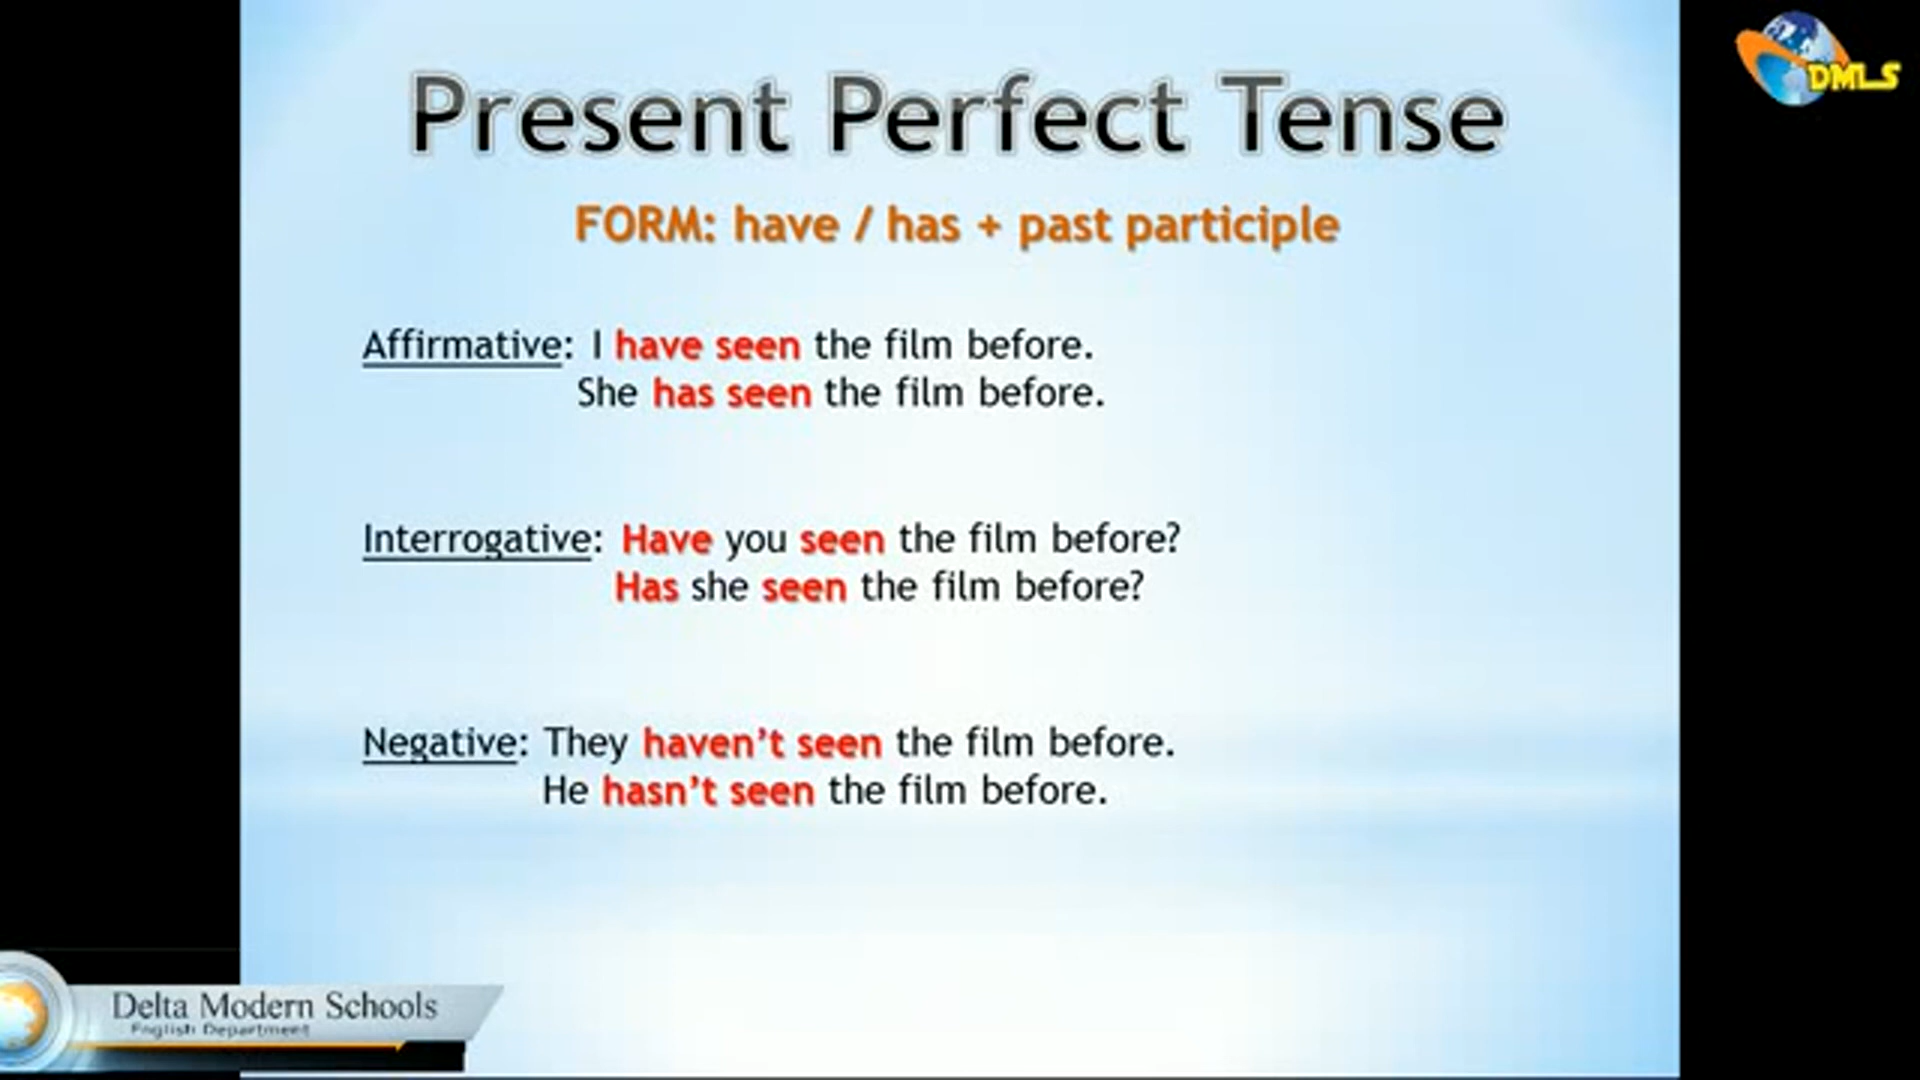 DMLS
Present Perfect Tense
FORM: have / has + past participle
Affirmative: I have seen the film before.
She has seen the film before.
Interrogative: Have you seen the film before?
Has she seen the film before?
Negative: They haven’t seen the film before.
He hasn’t seen the film before.
Delta Modern Schools
English Department